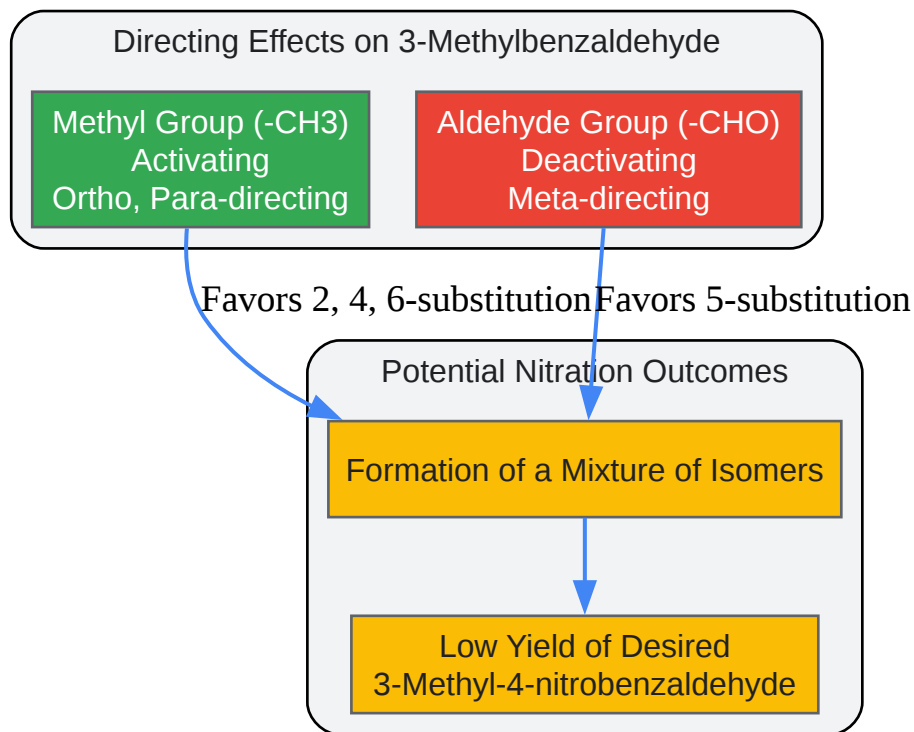 Directing Effects on 3-Methylbenzaldehyde
Methyl Group (-CH3)
Activating
Ortho, Para-directing
Aldehyde Group (-CHO)
Deactivating
Meta-directing
Favors 2, 4, 6-substitution
Favors 5-substitution
Potential Nitration Outcomes
Formation of a Mixture of Isomers
Low Yield of Desired
3-Methyl-4-nitrobenzaldehyde